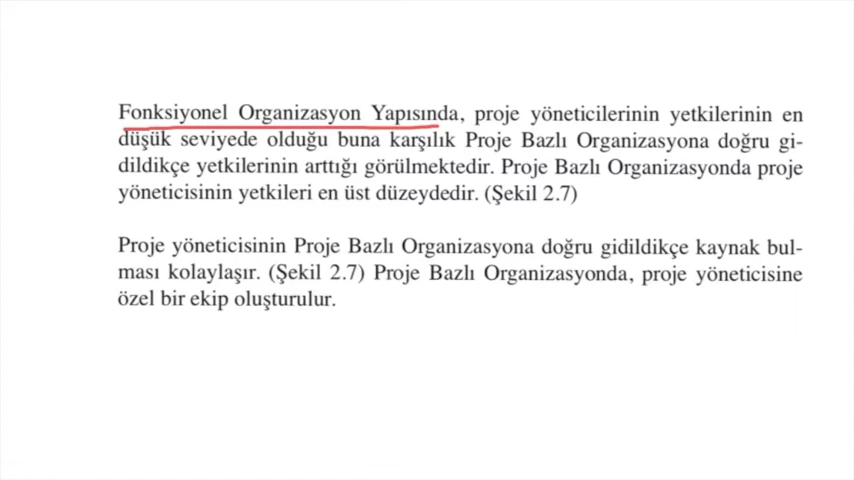 Fonksiyonel Organizasyon Yapısında, proje yöneticilerinin yetkilerinin en
düşük seviyede olduğu buna karşılık Proje Bazlı Organizasyona doğru gi-
dildikçe yetkilerinin arttığı görülmektedir. Proje Bazlı Organizasyonda proje
yöneticisinin yetkileri en üst düzeydedir. (Şekil 2.7)
Proje yöneticisinin Proje Bazlı Organizasyona doğru gidildikçe kaynak bul-
ması kolaylaşır. (Şekil 2.7) Proje Bazlı Organizasyonda, proje yöneticisine
özel bir ekip oluşturulur.